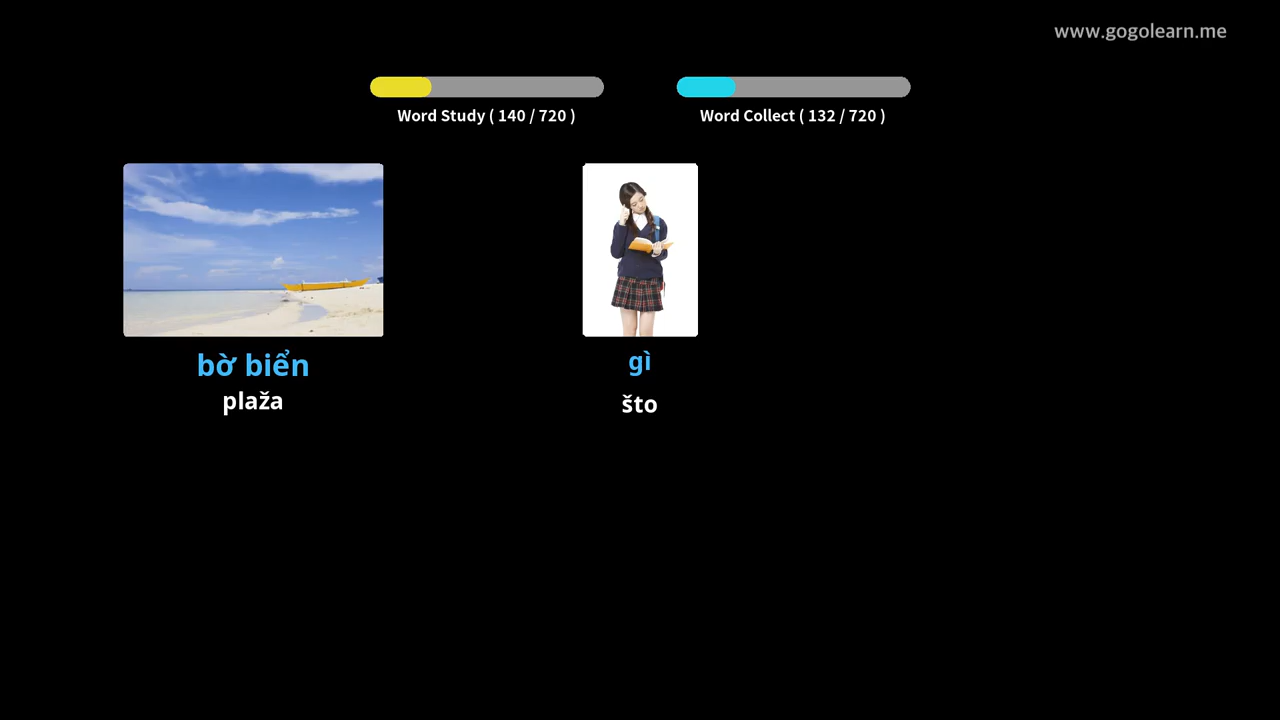 www.gogolearn.me
Word Study ( 140 / 720 )
Word Collect ( 132 / 720 )
bờ biển
plaža
gì
što